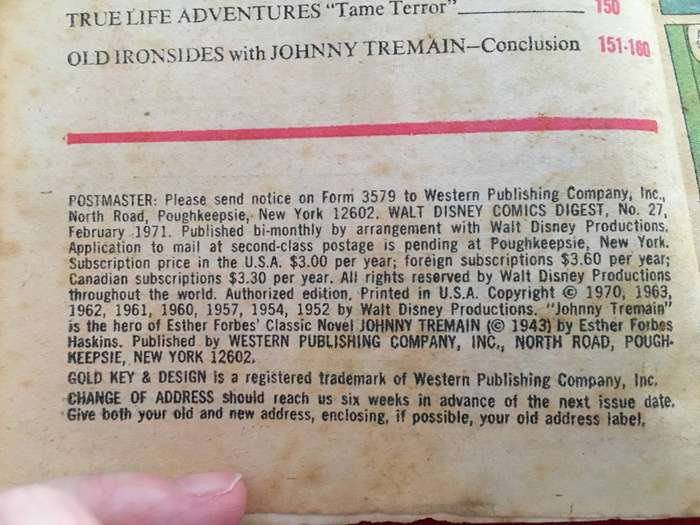 TRUE LIFE ADVENTURES "Tame Terror" 150
OLD IRONSIDES with JOHNNY TREMAIN—Conclusion 151-160
POSTMASTER: Please send notice on Form 3579 to Western Publishing Company, Inc.,
North Road, Poughkeepsie, New York 12602. WALT DISNEY COMICS DIGEST, No. 27,
February 1971. Published bi-monthly by arrangement with Walt Disney Productions.
Application to mail at second-class postage is pending at Poughkeepsie, New York.
Subscription price in the U.S.A. $3.00 per year; foreign subscriptions $3.60 per year;
Canadian subscriptions $3.30 per year. All rights reserved by Walt Disney Productions
throughout the world. Authorized edition. Printed in U.S.A. Copyright © 1970, 1963,
1962, 1961, 1960, 1957, 1954, 1952 by Walt Disney Productions. "Johnny Tremain"
is the hero of Esther Forbes' Classic Novel JOHNNY TREMAIN (© 1943) by Esther Forbes
Haskins. Published by WESTERN PUBLISHING COMPANY, INC., NORTH ROAD, POUGH-
KEEPSIE, NEW YORK 12602.
GOLD KEY & DESIGN is a registered trademark of Western Publishing Company, Inc.
CHANGE OF ADDRESS should reach us six weeks in advance of the next issue date.
Give both your old and new address, enclosing, if possible, your old address label.